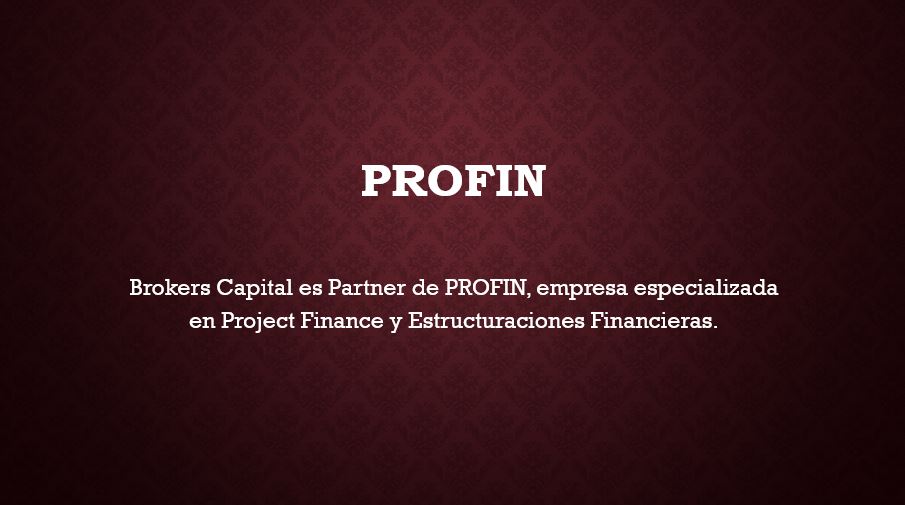 PROFIN
Brokers Capital es Partner de PROFIN, empresa especializada
en Project Finance y Estructuraciones Financieras.